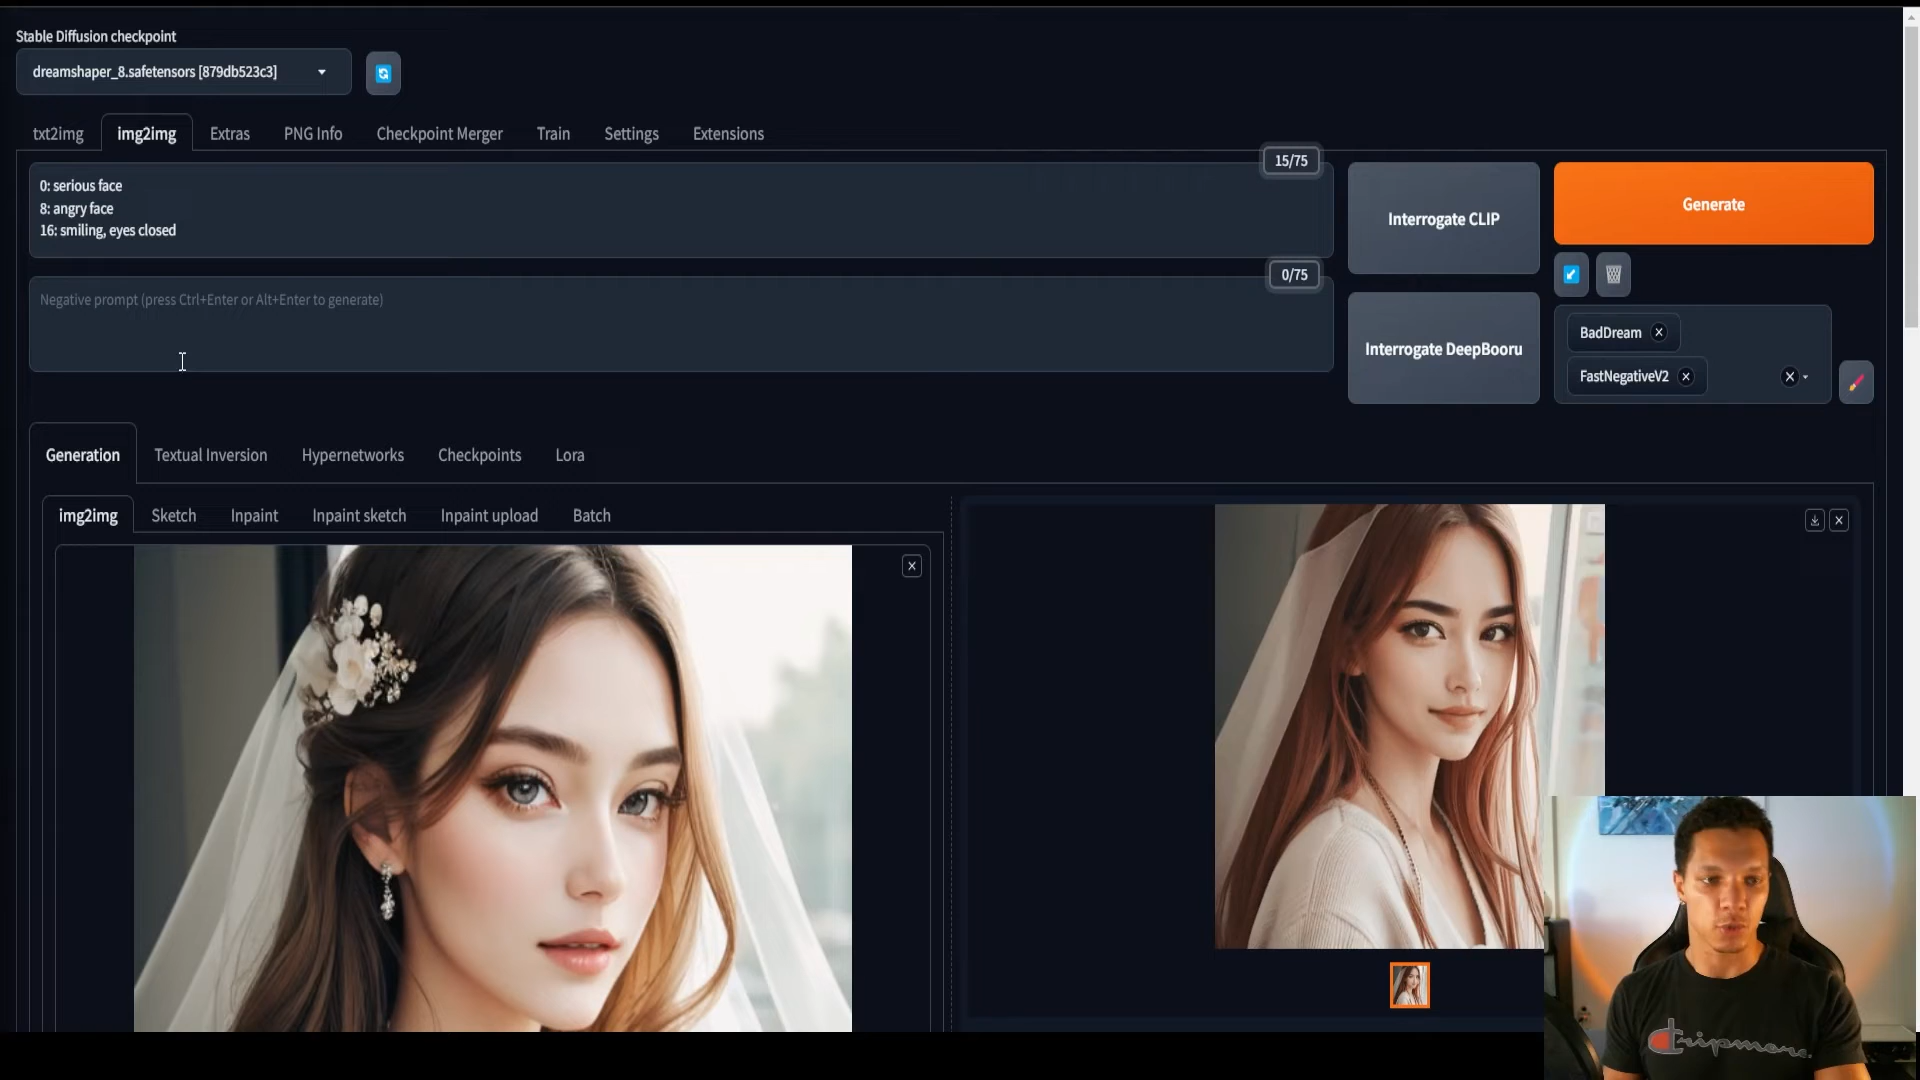 Stable Diffusion checkpoint
dreamshaper_8.safetensors [879db523c3]
txt2img img2img Extras PNG Info Checkpoint Merger Train Settings Extensions
15/75
0: serious face
8: angry face
16: smiling, eyes closed
Interrogate CLIP
Generate
0/75
Negative prompt (press Ctrl+Enter or Alt+Enter to generate)
Interrogate DeepBooru
BadDream
FastNegativeV2
Generation Textual Inversion Hypernetworks Checkpoints Lora
img2img Sketch Inpaint Inpaint sketch Inpaint upload Batch